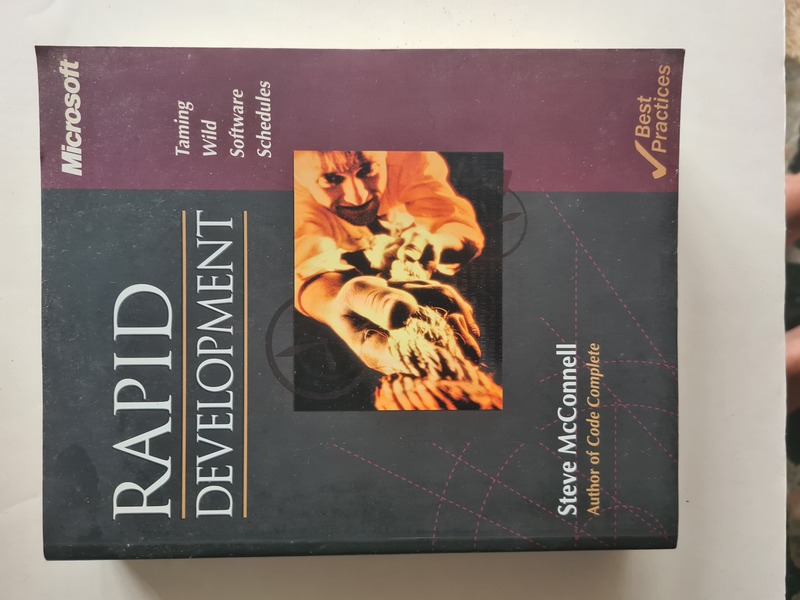 Microsoft
RAPID
DEVELOPMENT
Taming
Wild
Software
Schedules
Steve McConnell
Author of Code Complete
Best
Practices